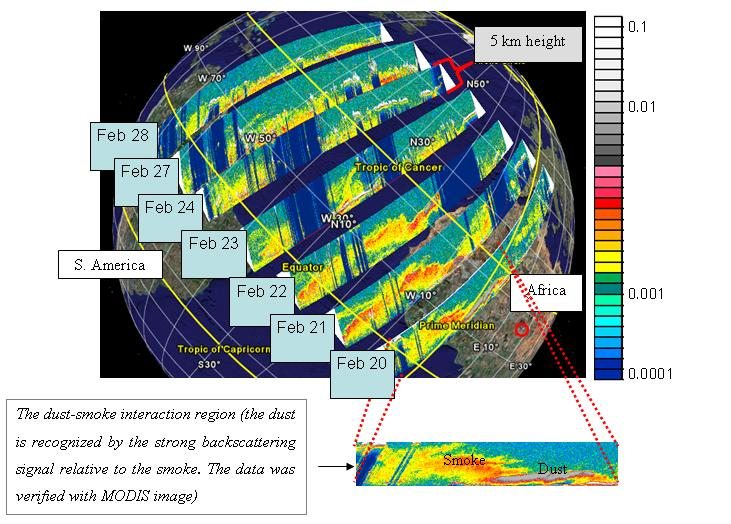 5 km height
0.1
0.01
0.001
0.0001
W 90°
W 70°
N50°
W 50°
N30°
Tropic of Cancer
W 30°
N10°
Equator
W 10°
Prime Meridian
E 10°
E 30°
Tropic of Capricorn
S30°
Feb 28
Feb 27
Feb 24
Feb 23
Feb 22
Feb 21
Feb 20
S. America
Africa
The dust-smoke interaction region (the dust
is recognized by the strong backscattering
signal relative to the smoke. The data was
verified with MODIS image)
Smoke
Dust